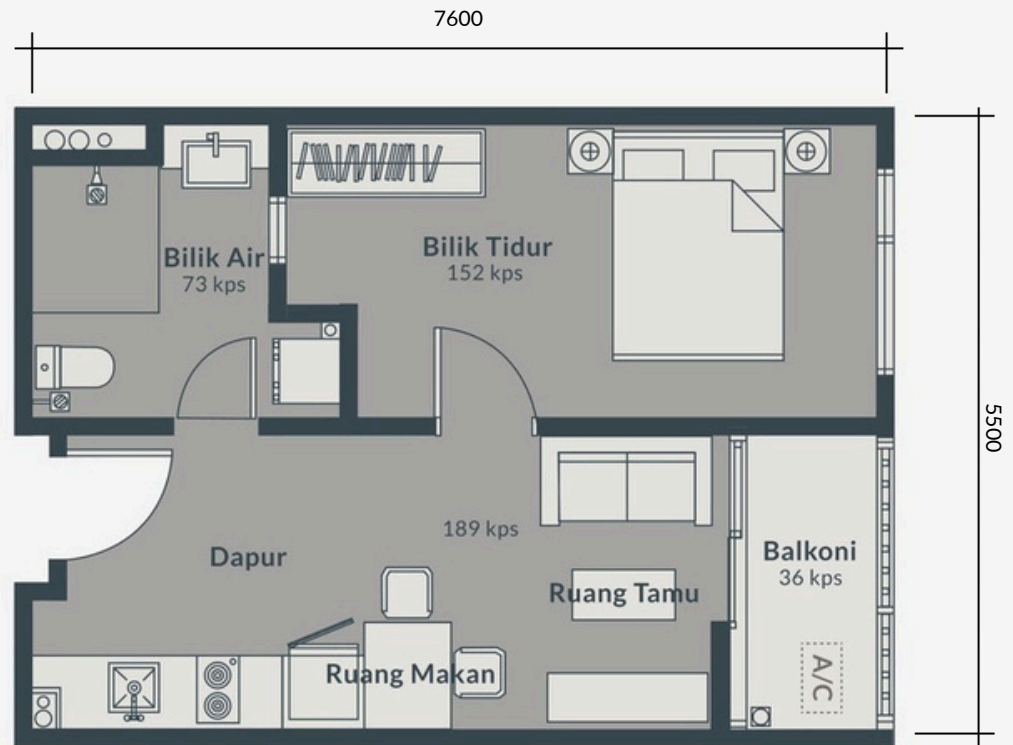 7600
Bilik Air
73 kps
Bilik Tidur
152 kps
5500
189 kps
Dapur
Balkoni
36 kps
Ruang Tamu
Ruang Makan
A/C